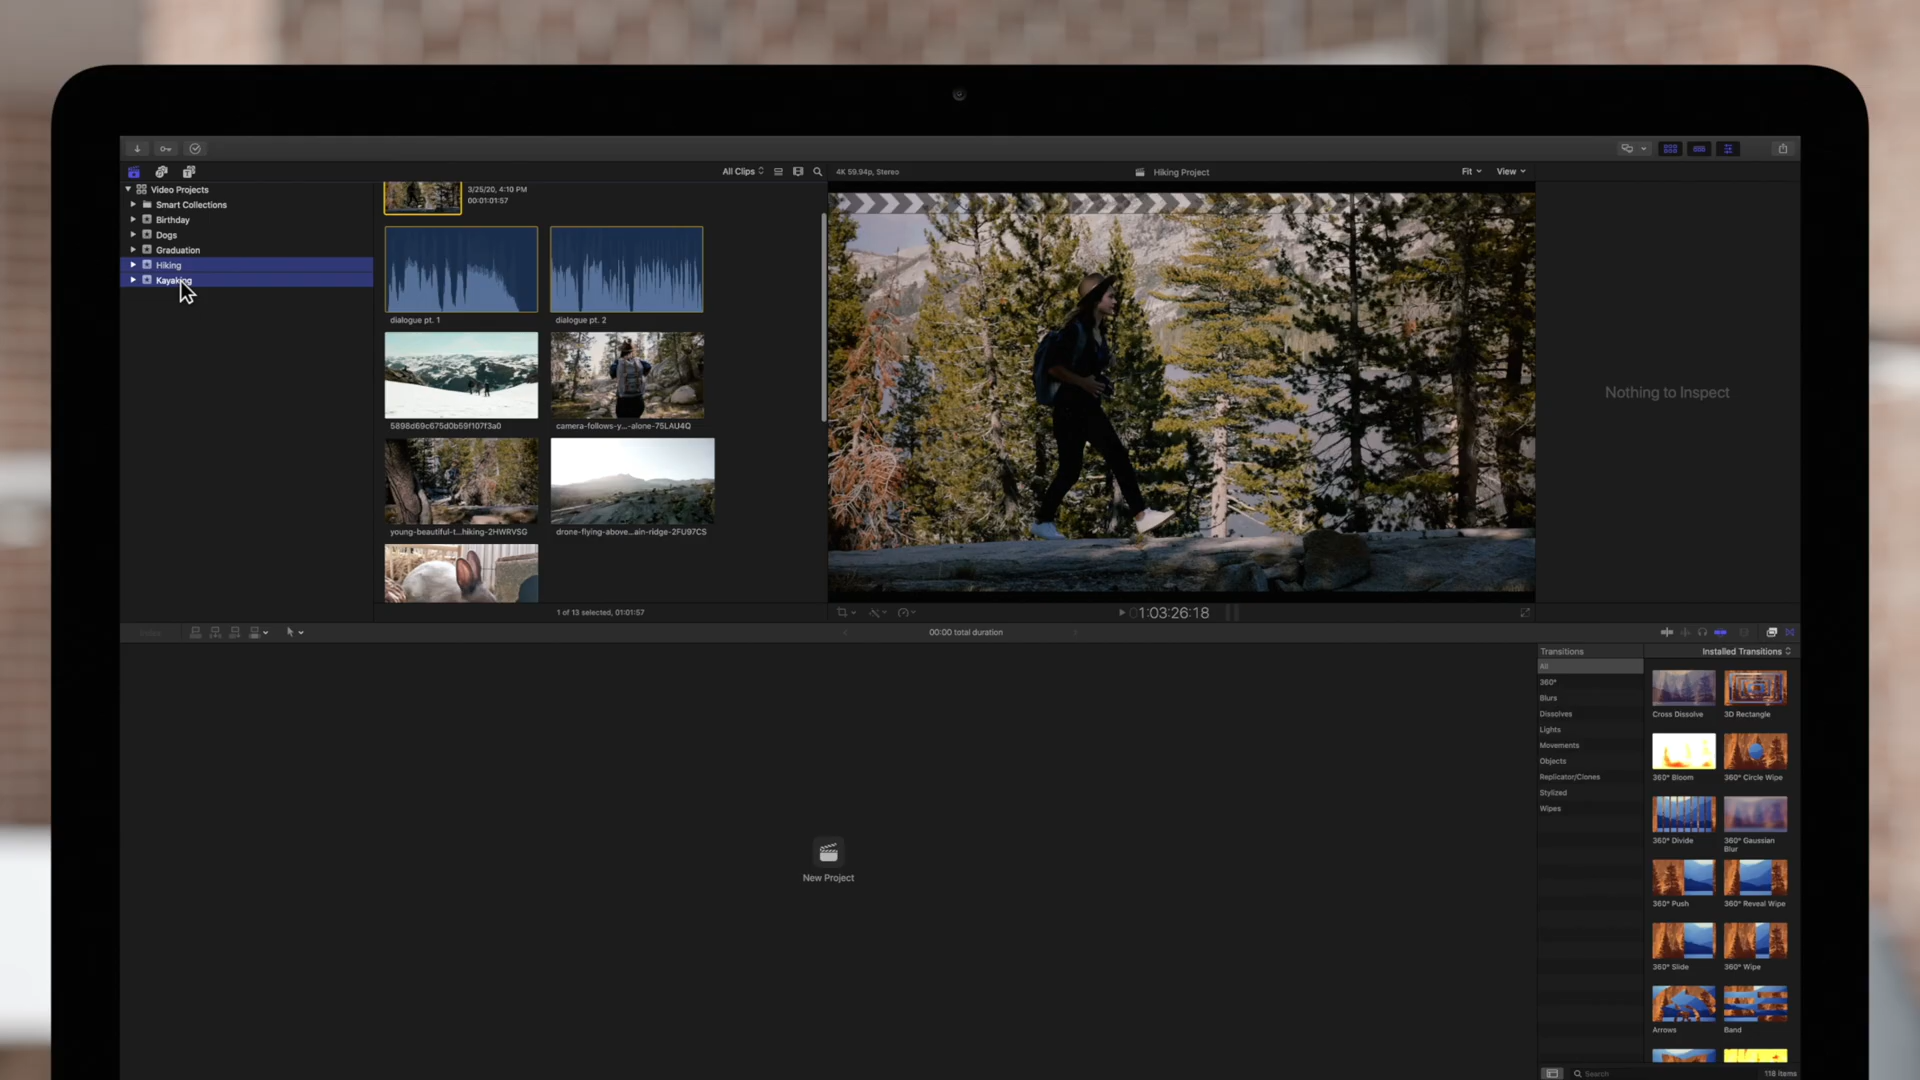 All Clips
4K 59.94p, Stereo
Hiking Project
Fit
View
Video Projects
Smart Collections
Birthday
Dogs
Graduation
Hiking
Kayaking
3/25/20, 4:10 PM
00:01:01:57
dialogue pt. 1
dialogue pt. 2
5898d69c675d0b59f107f3a0
camera-follows-y...-alone-75LAU4Q
young-beautiful-t...hiking-2HWRVSG
drone-flying-above...ain-ridge-2FU97CS
Nothing to Inspect
1 of 13 selected, 01:01:57
01:03:26:18
Index
00:00 total duration
New Project
Transitions
Installed Transitions
All
360°
Blurs
Dissolves
Lights
Movements
Objects
Replicator/Clones
Stylized
Wipes
Cross Dissolve
3D Rectangle
360° Bloom
360° Circle Wipe
360° Divide
360° Gaussian
Blur
360° Push
360° Reveal Wipe
360° Slide
360° Wipe
Arrows
Band
Search
118 items